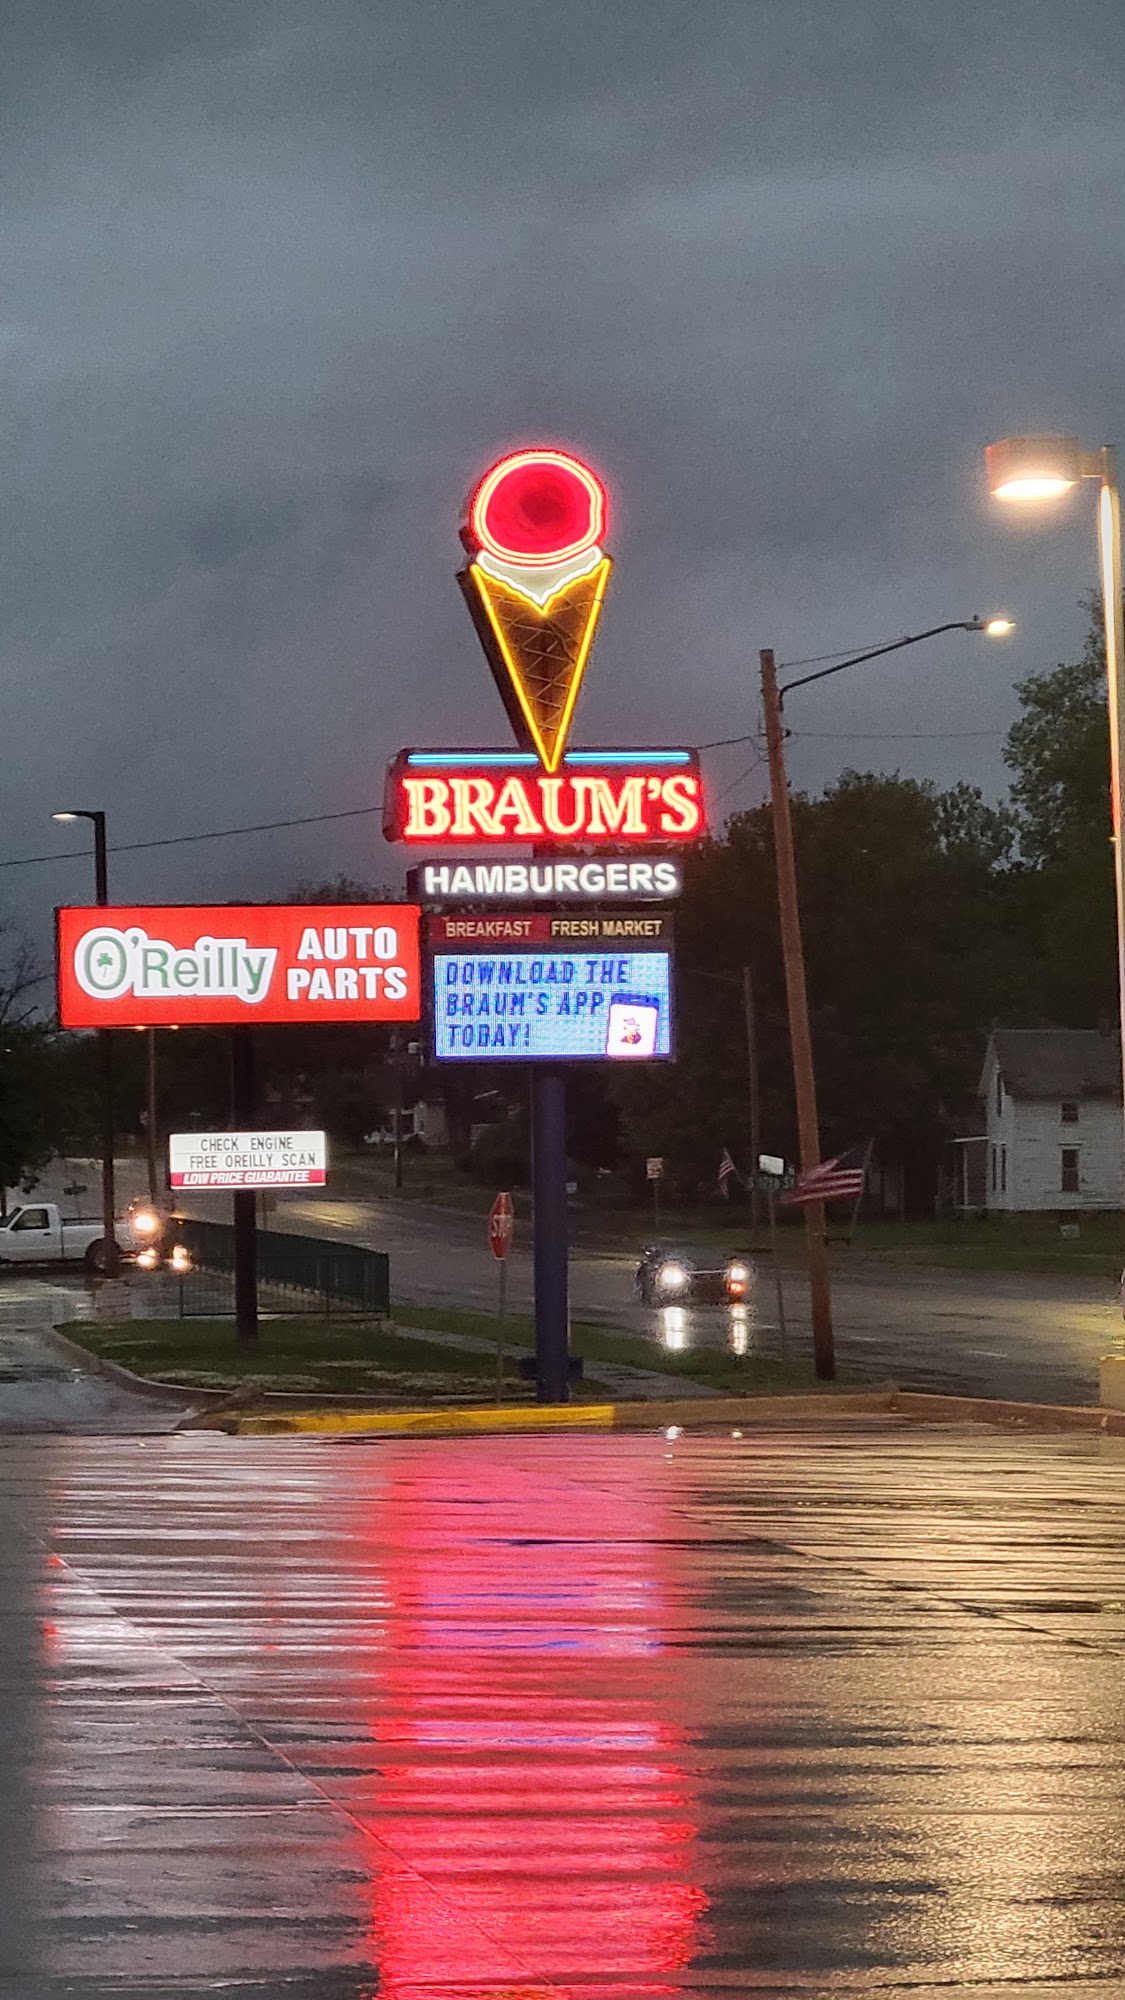 BRAUM'S
HAMBURGERS
BREAKFAST FRESH MARKET
DOWNLOAD THE
BRAUM'S APP
TODAY!
O'Reilly AUTO PARTS
CHECK ENGINE
FREE OREILLY SCAN
LOW PRICE GUARANTEE
STOP